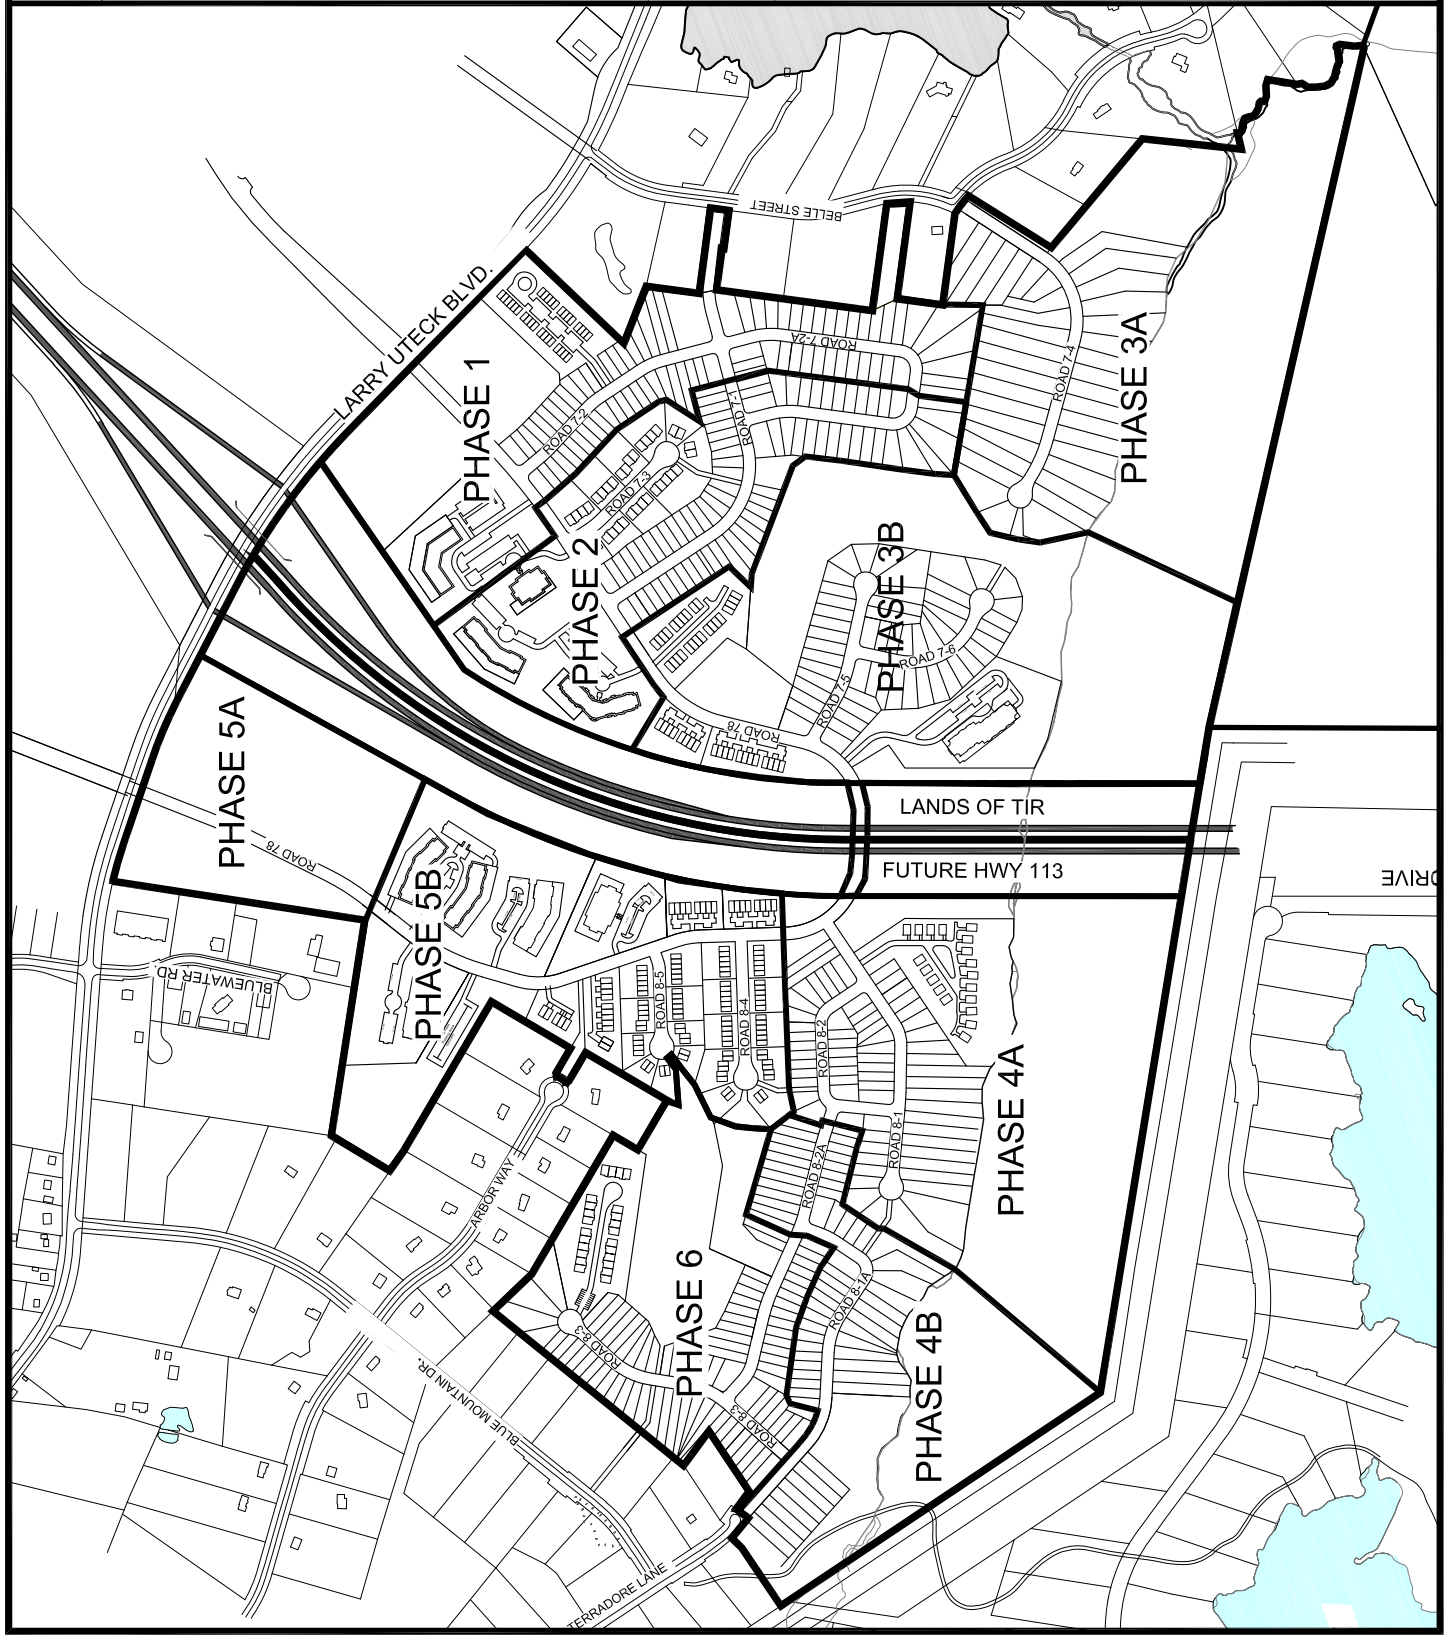 BELLE STREET
LARRY UTECK BLVD.
PHASE 1
ROAD 7-2A
PHASE 3A
ROAD 7-4
ROAD 7-2
ROAD 7-1
ROAD 7-3
PHASE 2
PHASE 3B
ROAD 7-6
ROAD 7-5
ROAD 78
PHASE 5A
LANDS OF TIR
FUTURE HWY 113
ROAD 78
DRIVE
PHASE 5B
BLUEWATER RD.
ROAD 8-5
ROAD 8-4
ROAD 8-2
PHASE 4A
ROAD 8-1
ROAD 8-2A
ARBOR WAY
PHASE 6
ROAD 8-1A
ROAD 8-3
PHASE 4B
BLUE MOUNTAIN DR.
ROAD 8-3
TERRADORE LANE